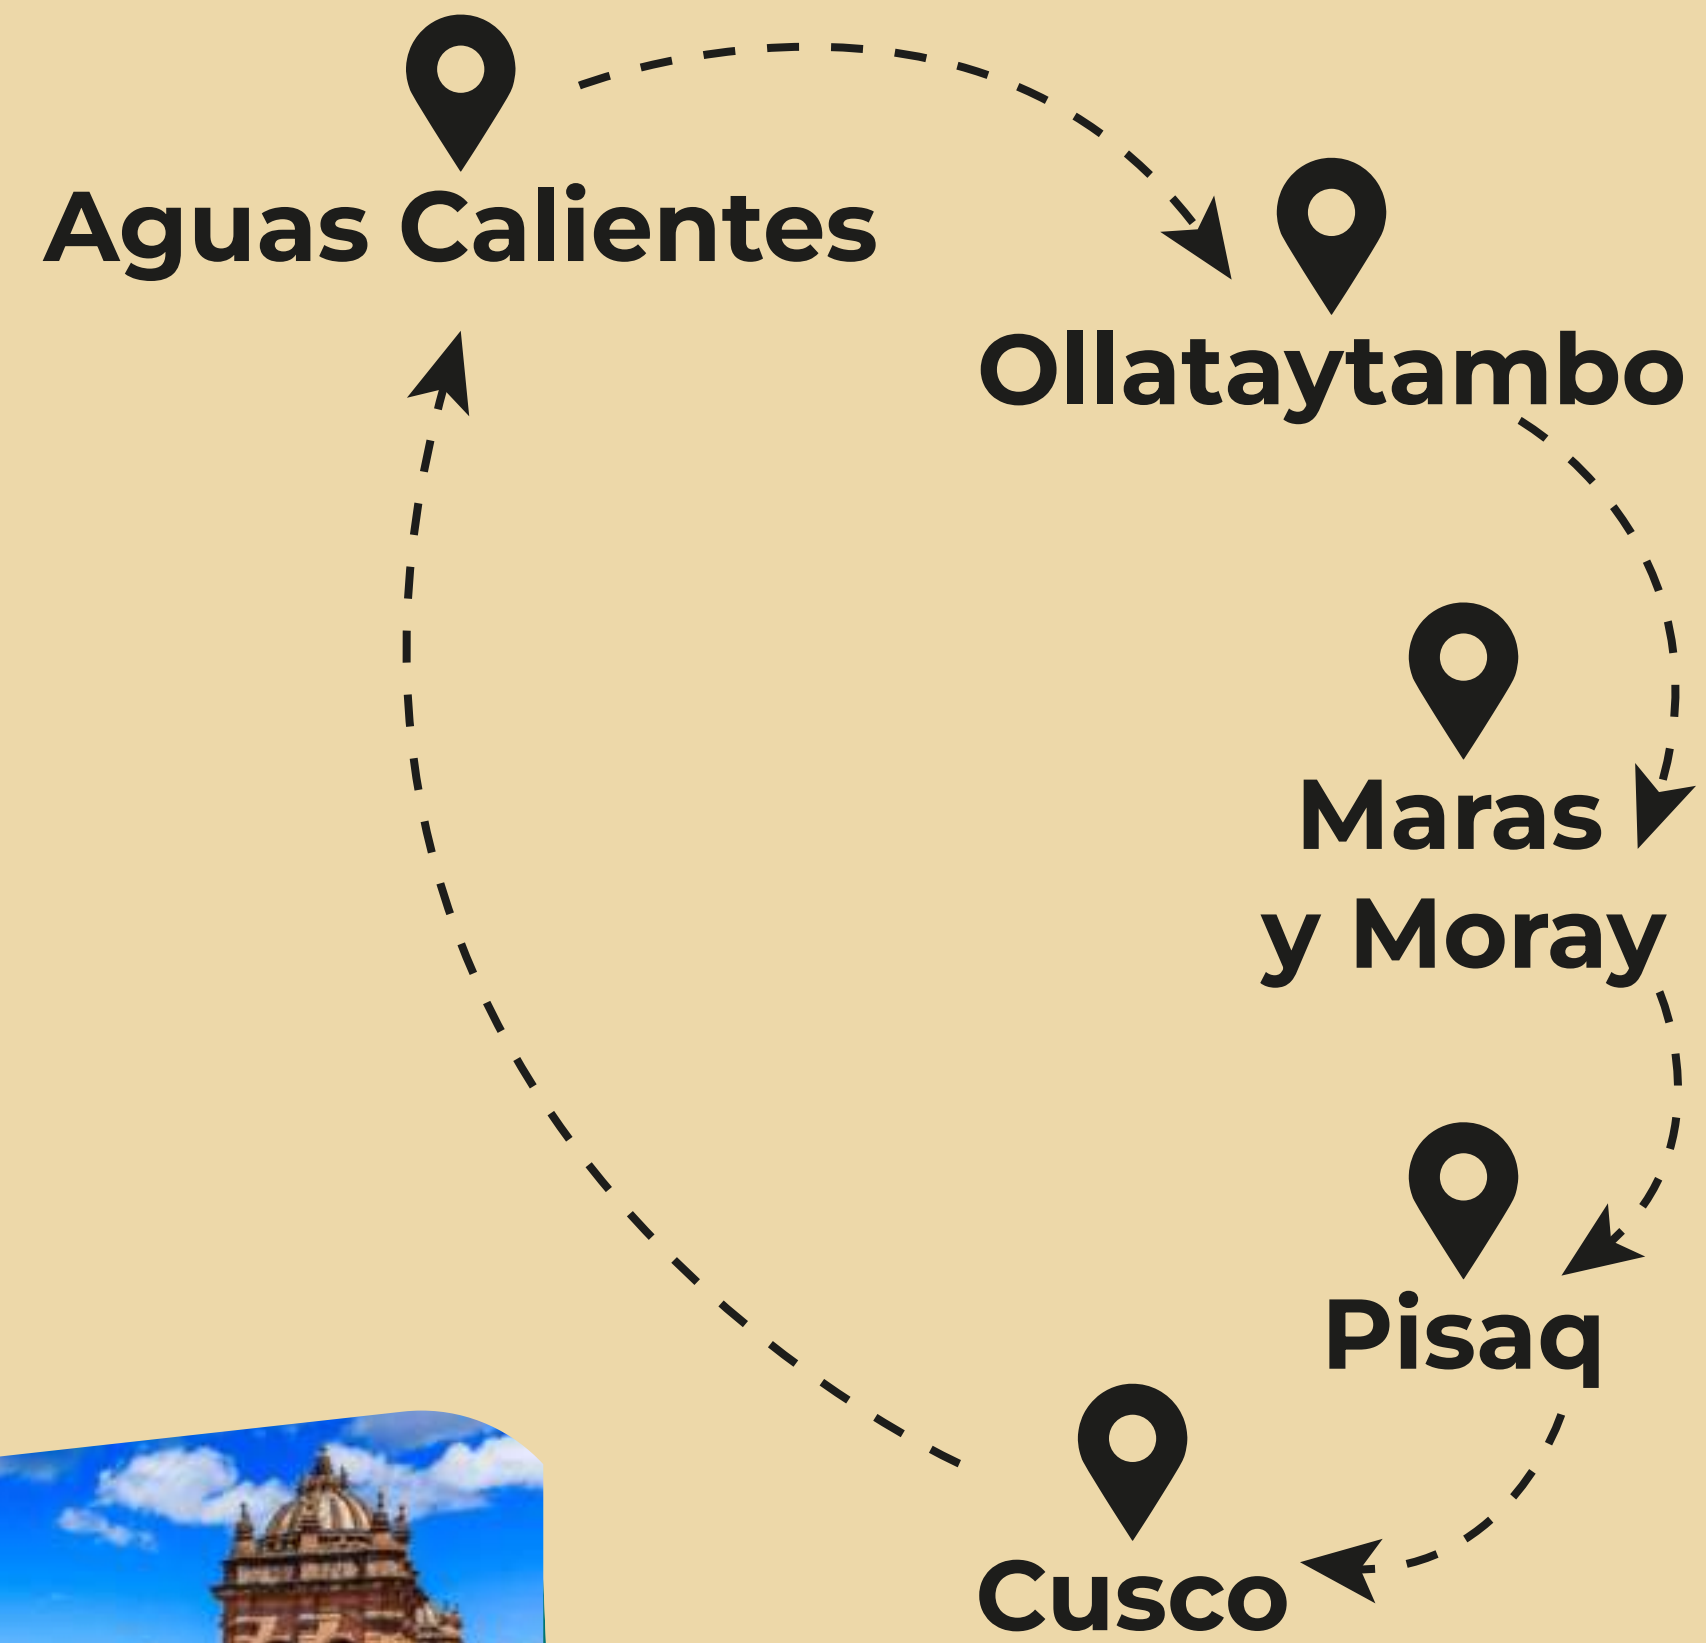 Aguas Calientes
Ollataytambo
Maras
y Moray
Pisaq
Cusco